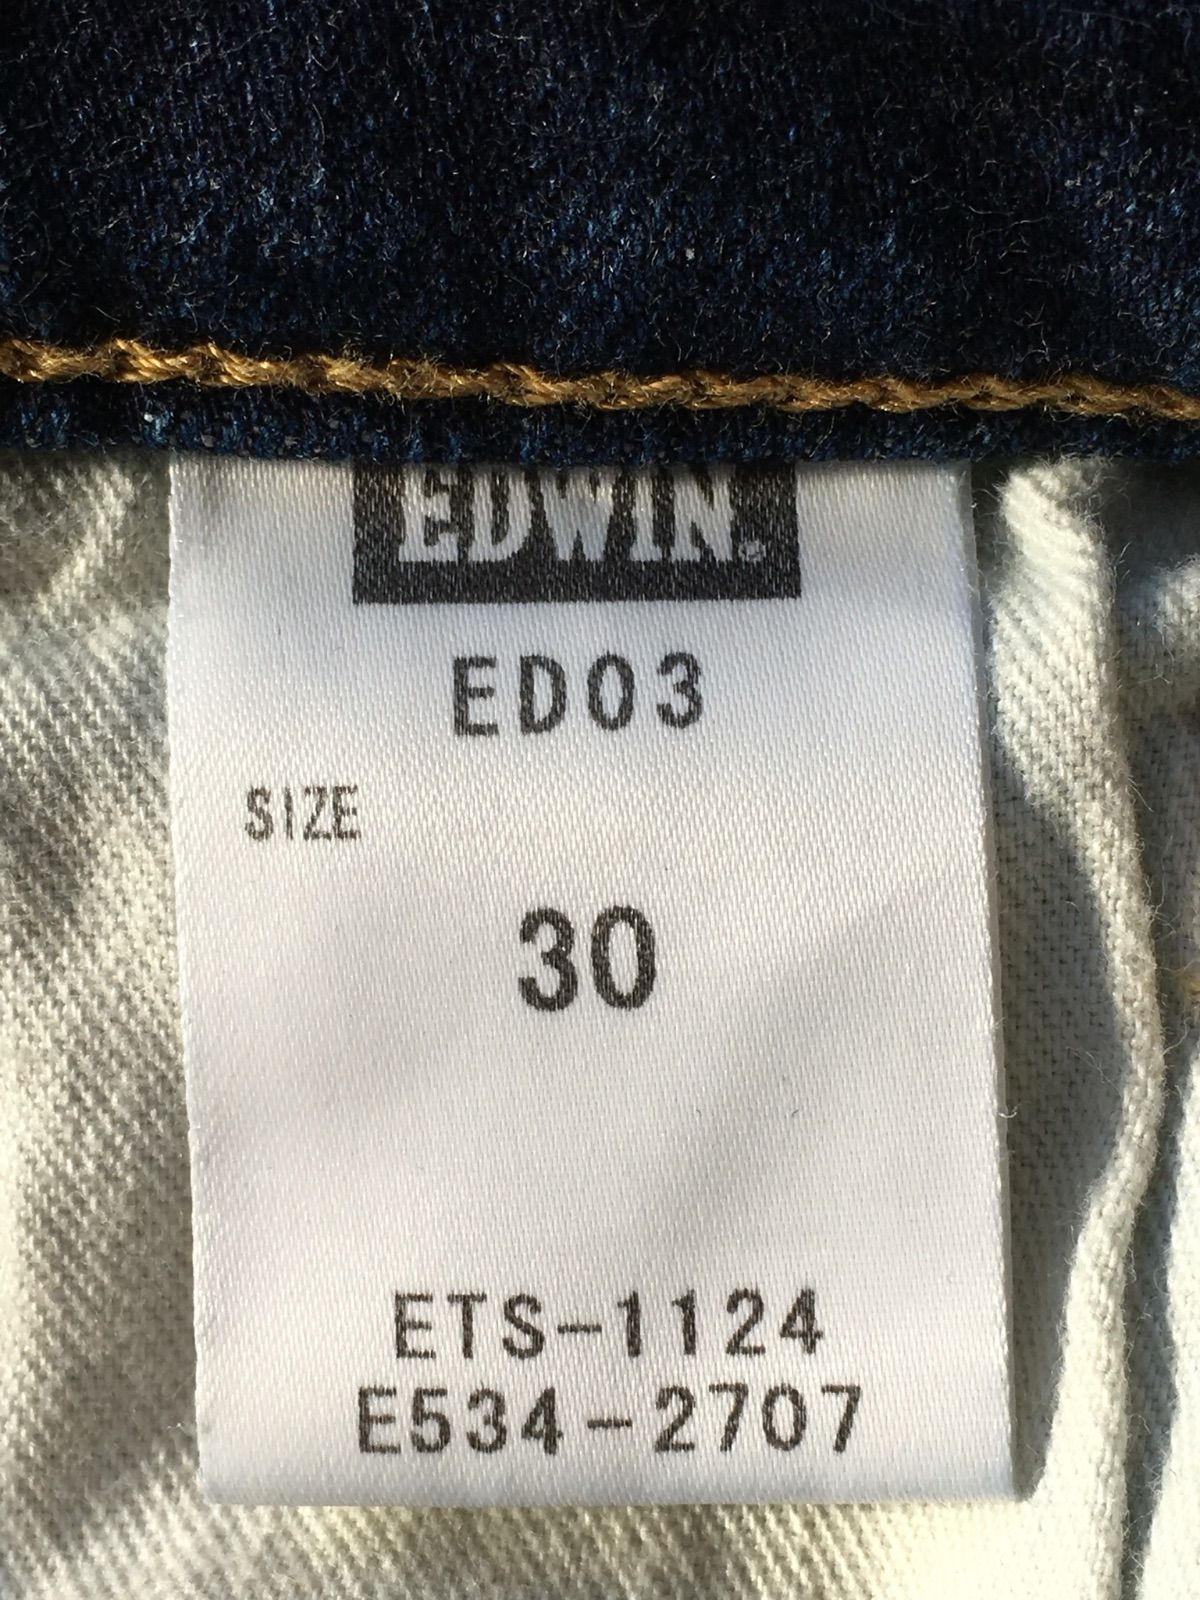 EDWIN®
ED03
SIZE
30
ETS-1124
E534-2707